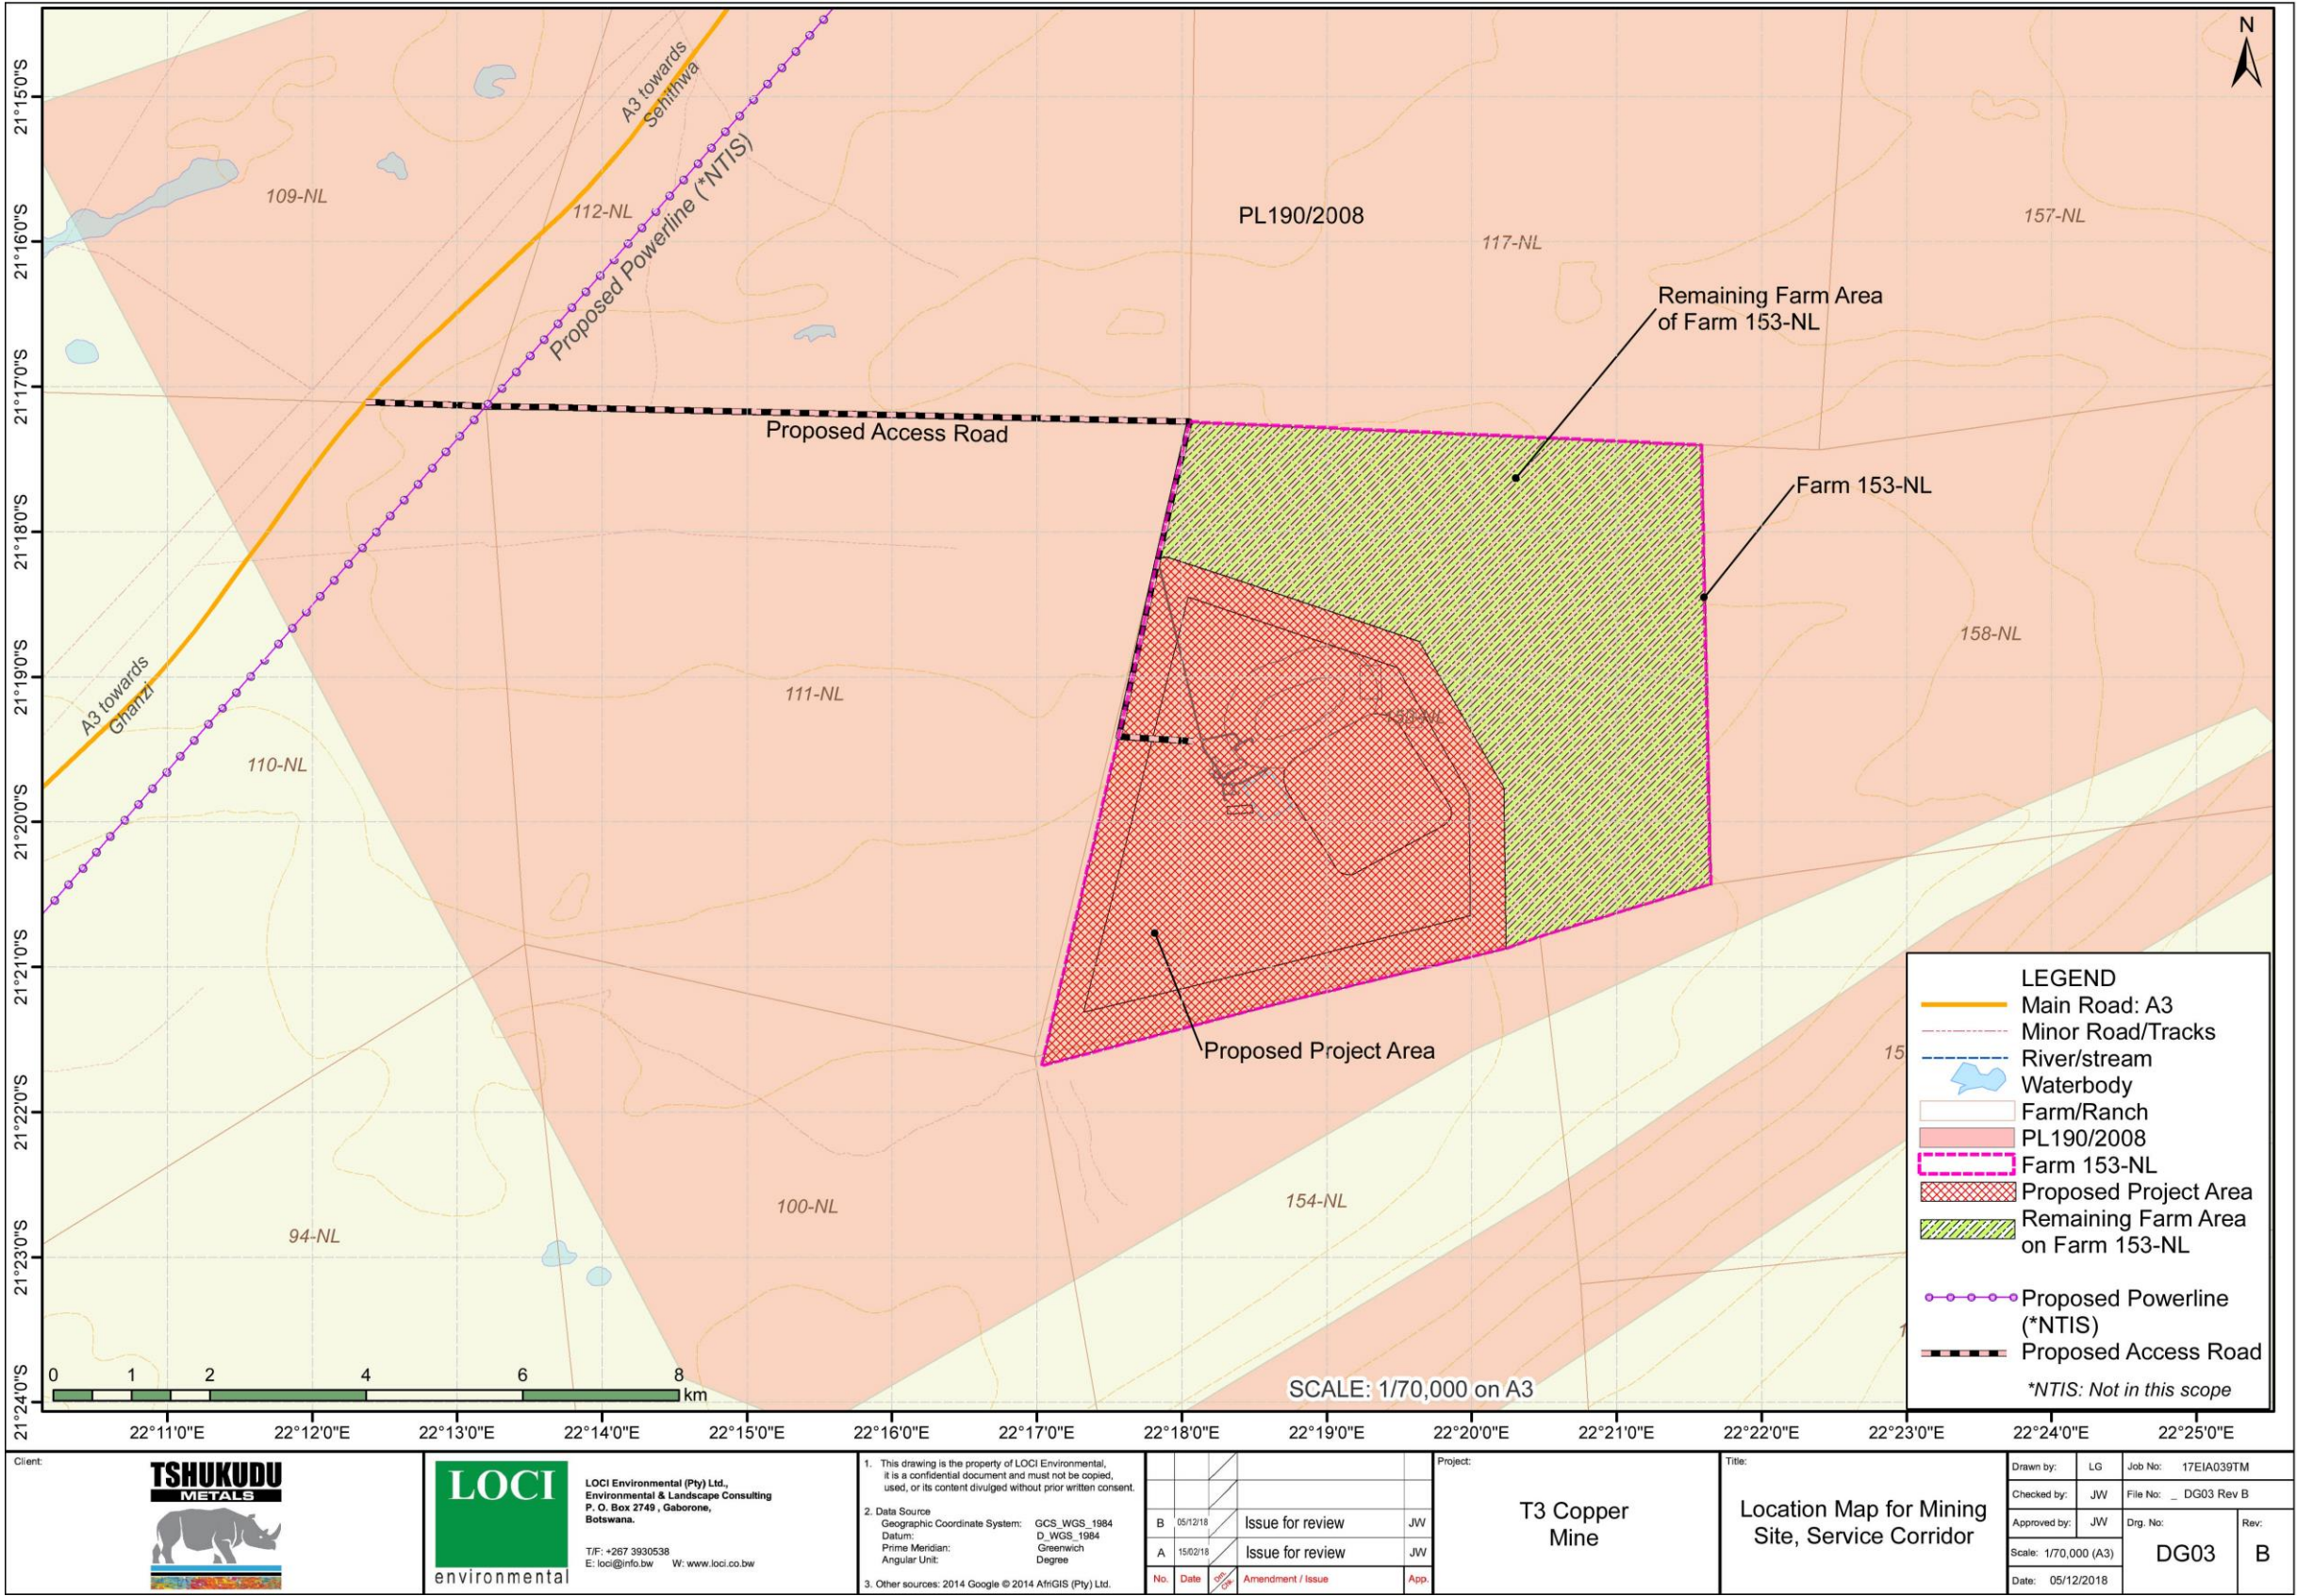 N
A3 towards
Sehithwa
Proposed Powerline (*NTIS)
109-NL
112-NL
PL190/2008
117-NL
157-NL
Remaining Farm Area
of Farm 153-NL
Proposed Access Road
Farm 153-NL
158-NL
A3 towards
Ghanzi
111-NL
153-NL
110-NL
Proposed Project Area
100-NL
154-NL
94-NL
15
1
21°15'0"S
21°16'0"S
21°17'0"S
21°18'0"S
21°19'0"S
21°20'0"S
21°21'0"S
21°22'0"S
21°23'0"S
21°24'0"S
LEGEND
Main Road: A3
Minor Road/Tracks
River/stream
Waterbody
Farm/Ranch
PL190/2008
Farm 153-NL
Proposed Project Area
Remaining Farm Area
on Farm 153-NL
Proposed Powerline
(*NTIS)
Proposed Access Road
*NTIS: Not in this scope
0 1 2 4 6 8
km
SCALE: 1/70,000 on A3
22°11'0"E 22°12'0"E 22°13'0"E 22°14'0"E 22°15'0"E 22°16'0"E 22°17'0"E 22°18'0"E 22°19'0"E 22°20'0"E 22°21'0"E 22°22'0"E 22°23'0"E 22°24'0"E 22°25'0"E
Client:
TSHUKUDU
METALS
LOCI
environmental
LOCI Environmental (Pty) Ltd.,
Environmental & Landscape Consulting
P. O. Box 2749 , Gaborone,
Botswana.
T/F: +267 3930538
E: loci@info.bw W: www.loci.co.bw
1. This drawing is the property of LOCI Environmental,
it is a confidential document and must not be copied,
used, or its content divulged without prior written consent.
2. Data Source
Geographic Coordinate System: GCS_WGS_1984
Datum: D_WGS_1984
Prime Meridian: Greenwich
Angular Unit: Degree
3. Other sources: 2014 Google © 2014 AfriGIS (Pty) Ltd.
B 05/12/18 Issue for review JW
A 15/02/18 Issue for review JW
No. Date Amendment / Issue App.
Project:
T3 Copper
Mine
Title:
Location Map for Mining
Site, Service Corridor
Drawn by: LG Job No: 17EIA039TM
Checked by: JW File No: _ DG03 Rev B
Approved by: JW Drg. No: Rev:
Scale: 1/70,000 (A3) DG03 B
Date: 05/12/2018